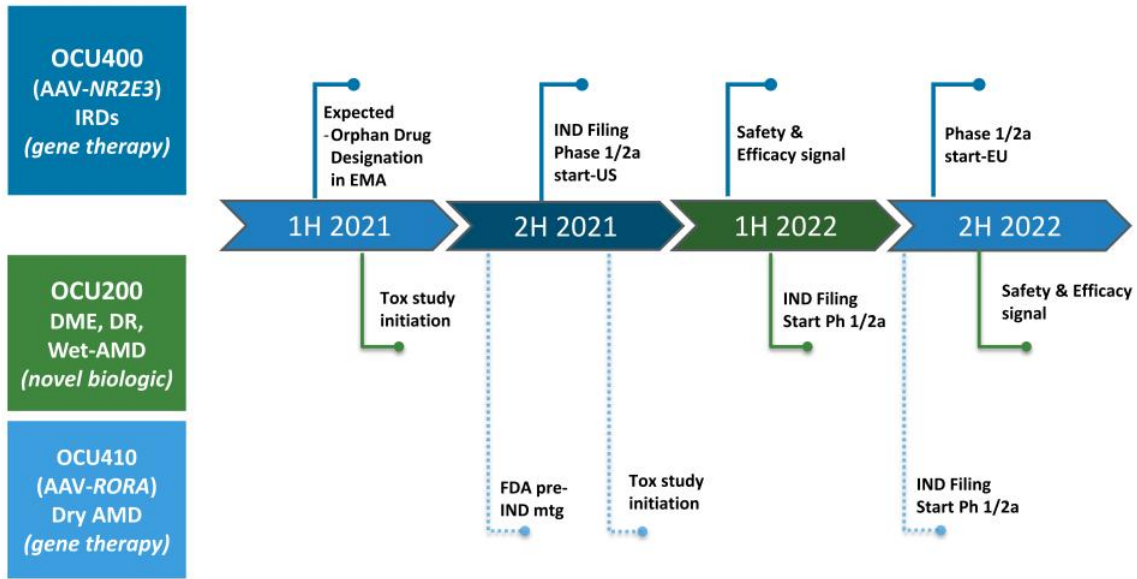 OCU400
(AAV-NR2E3)
IRDs
(gene therapy)
Expected
-Orphan Drug
Designation
in EMA
IND Filing
Phase 1/2a
start-US
Safety &
Efficacy signal
Phase 1/2a
start-EU
1H 2021
2H 2021
1H 2022
2H 2022
OCU200
DME, DR,
Wet-AMD
(novel biologic)
Tox study
initiation
IND Filing
Start Ph 1/2a
Safety & Efficacy
signal
OCU410
(AAV-RORA)
Dry AMD
(gene therapy)
FDA pre-
IND mtg
Tox study
initiation
IND Filing
Start Ph 1/2a